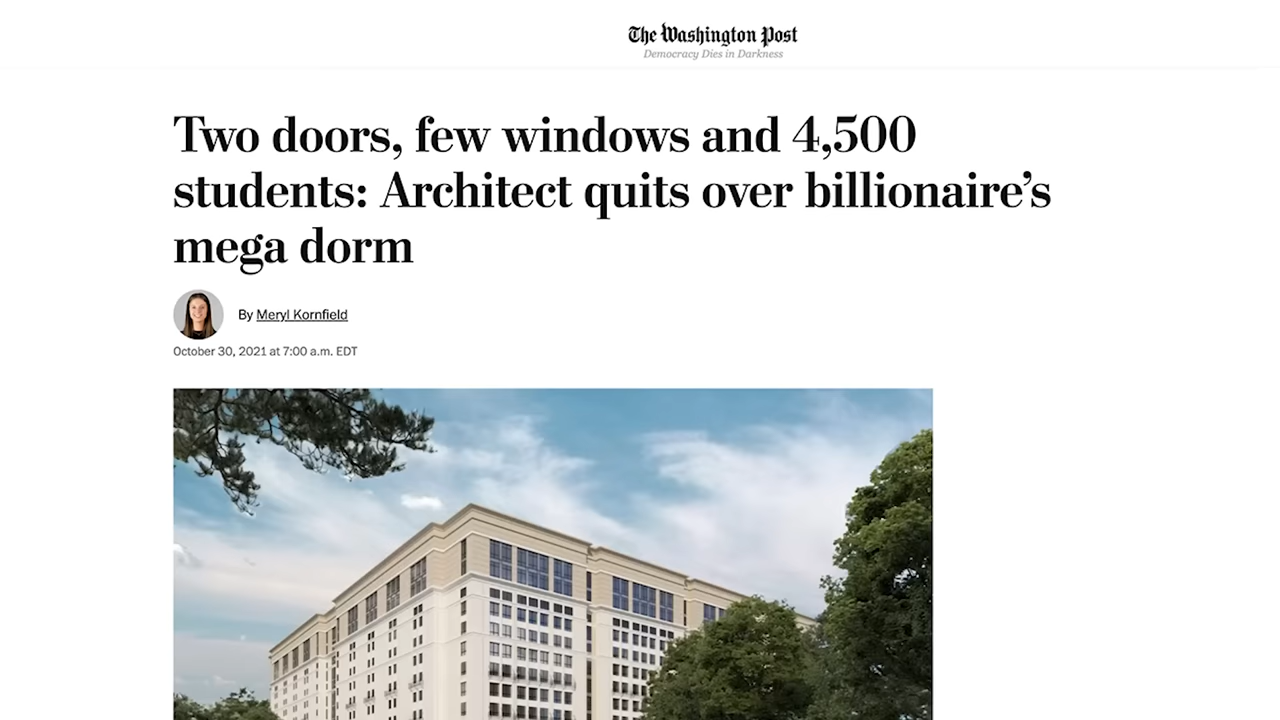 The Washington Post
Democracy Dies in Darkness
Two doors, few windows and 4,500
students: Architect quits over billionaire’s
mega dorm
By Meryl Kornfield
October 30, 2021 at 7:00 a.m. EDT